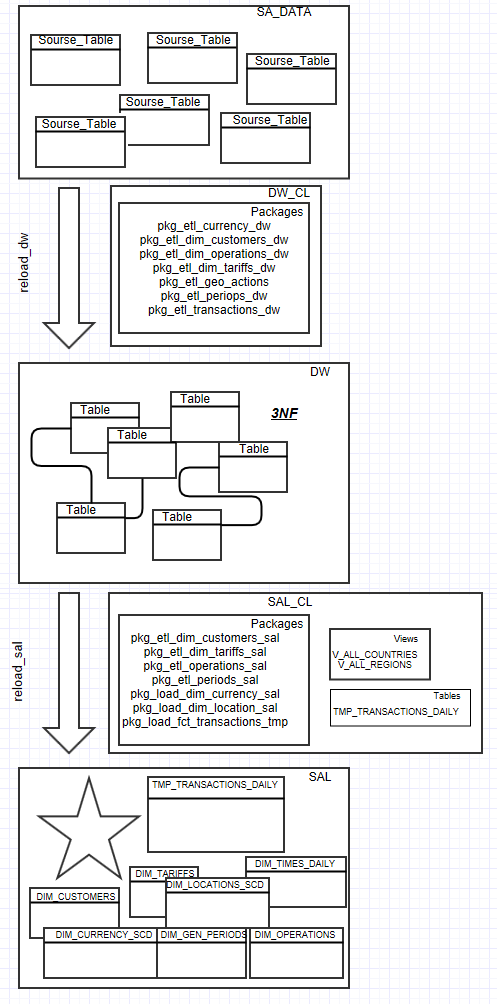 SA_DATA
Sourse_Table
Sourse_Table
Sourse_Table
Sourse_Table
Sourse_Table
Sourse_Table
reload_dw
DW_CL
Packages
pkg_etl_currency_dw
pkg_etl_dim_customers_dw
pkg_etl_dim_operations_dw
pkg_etl_dim_tariffs_dw
pkg_etl_geo_actions
pkg_etl_periops_dw
pkg_etl_transactions_dw
DW
Table
Table
3NF
Table
Table
Table
Table
reload_sal
SAL_CL
Packages
pkg_etl_dim_customers_sal
pkg_etl_dim_tariffs_sal
pkg_etl_operations_sal
pkg_etl_periods_sal
pkg_load_dim_currency_sal
pkg_load_dim_location_sal
pkg_load_fct_transactions_tmp
Views
V_ALL_COUNTRIES
V_ALL_REGIONS
Tables
TMP_TRANSACTIONS_DAILY
SAL
TMP_TRANSACTIONS_DAILY
DIM_TIMES_DAILY
DIM_TARIFFS
DIM_LOCATIONS_SCD
DIM_CUSTOMERS
DIM_CURRENCY_SCD
DIM_GEN_PERIODS
DIM_OPERATIONS